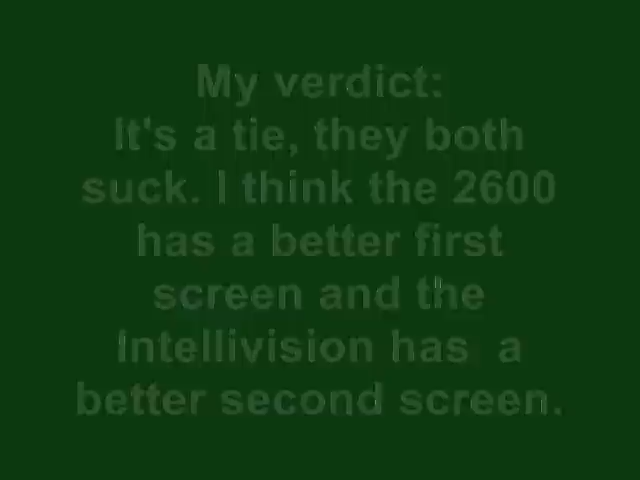 My verdict:
It's a tie, they both
suck. I think the 2600
has a better first
screen and the
Intellivision has  a
better second screen.